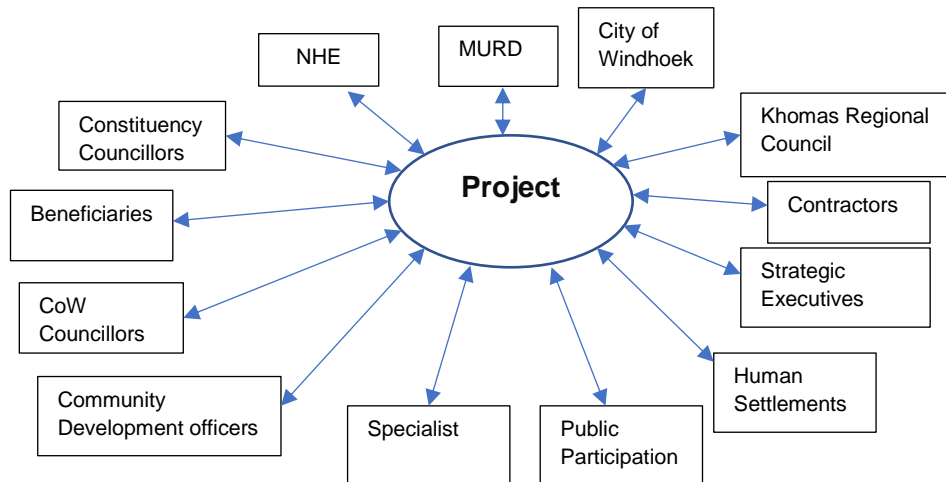 NHE
MURD
City of
Windhoek
Constituency
Councillors
Khomas Regional
Council
Project
Beneficiaries
Contractors
Strategic
Executives
CoW
Councillors
Human
Settlements
Community
Development officers
Specialist
Public
Participation